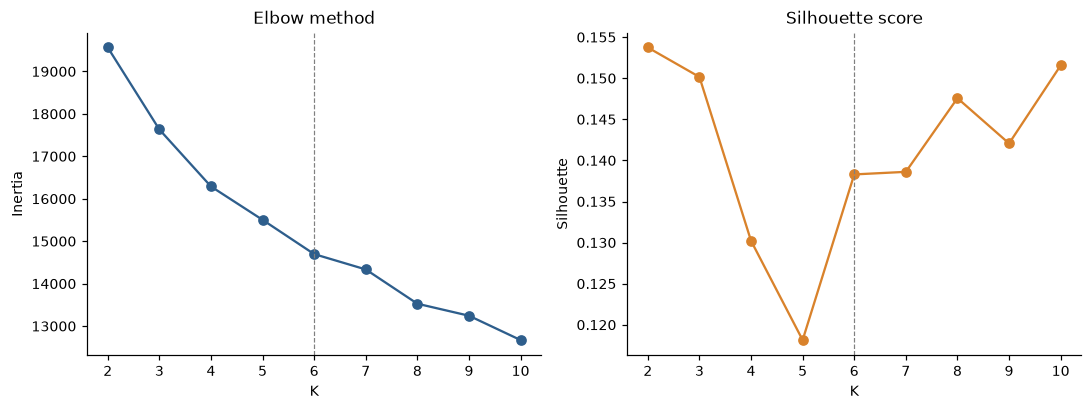 Elbow method
Inertia
19000
18000
17000
16000
15000
14000
13000
2 3 4 5 6 7 8 9 10
K
Silhouette score
Silhouette
0.155
0.150
0.145
0.140
0.135
0.130
0.125
0.120
2 3 4 5 6 7 8 9 10
K